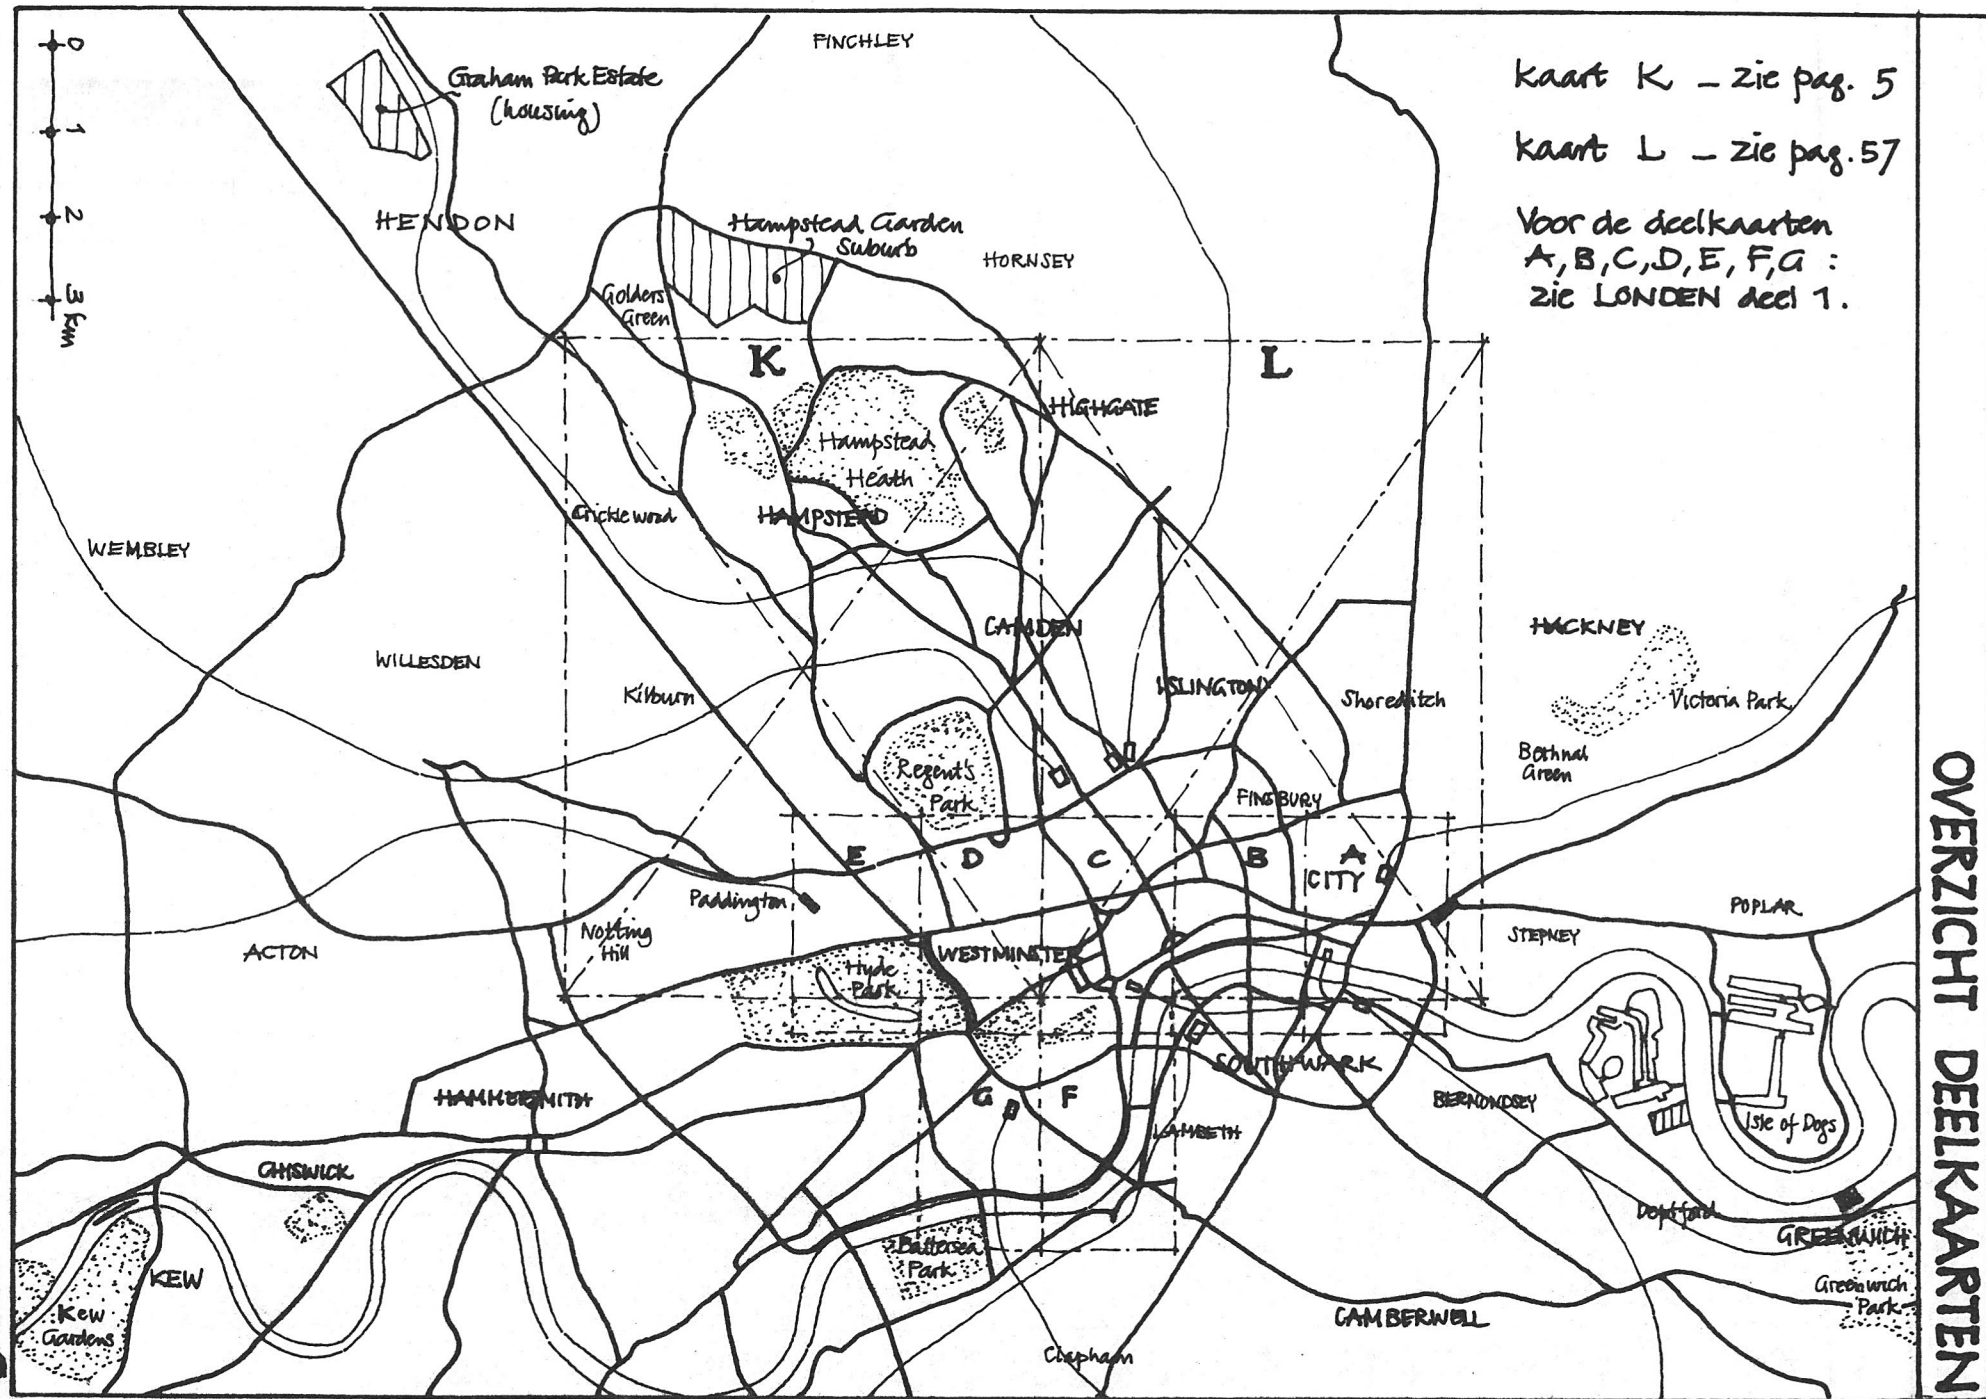 FINCHLEY
Graham Park Estate
(housing)
kaart K – zie pag. 5
kaart L – zie pag. 57
Voor de deelkaarten
A, B, C, D, E, F, G :
zie LONDEN deel 1.
0
1
2
3 km
HENDON
Hampstead Garden
Suburb
HORNSEY
Golders
Green
K
L
HIGHGATE
Hampstead
Heath
Cricklewood
HAMPSTEAD
WEMBLEY
CAMDEN
HACKNEY
WILLESDEN
Kilburn
ISLINGTON
Shoreditch
Victoria Park
Bethnal
Green
Regent's
Park
FINSBURY
E
D
C
B
A
CITY
Paddington
POPLAR
Notting
Hill
ACTON
WESTMINSTER
STEPNEY
Hyde
Park
SOUTHWARK
HAMMERSMITH
G
F
BERNONDSEY
Isle of Dogs
LAMBETH
CHISWICK
Deptford
GREENWICH
Battersea
Park
KEW
Kew
Gardens
Greenwich
Park
CAMBERWELL
Clapham
OVERZICHT DEELKAARTEN